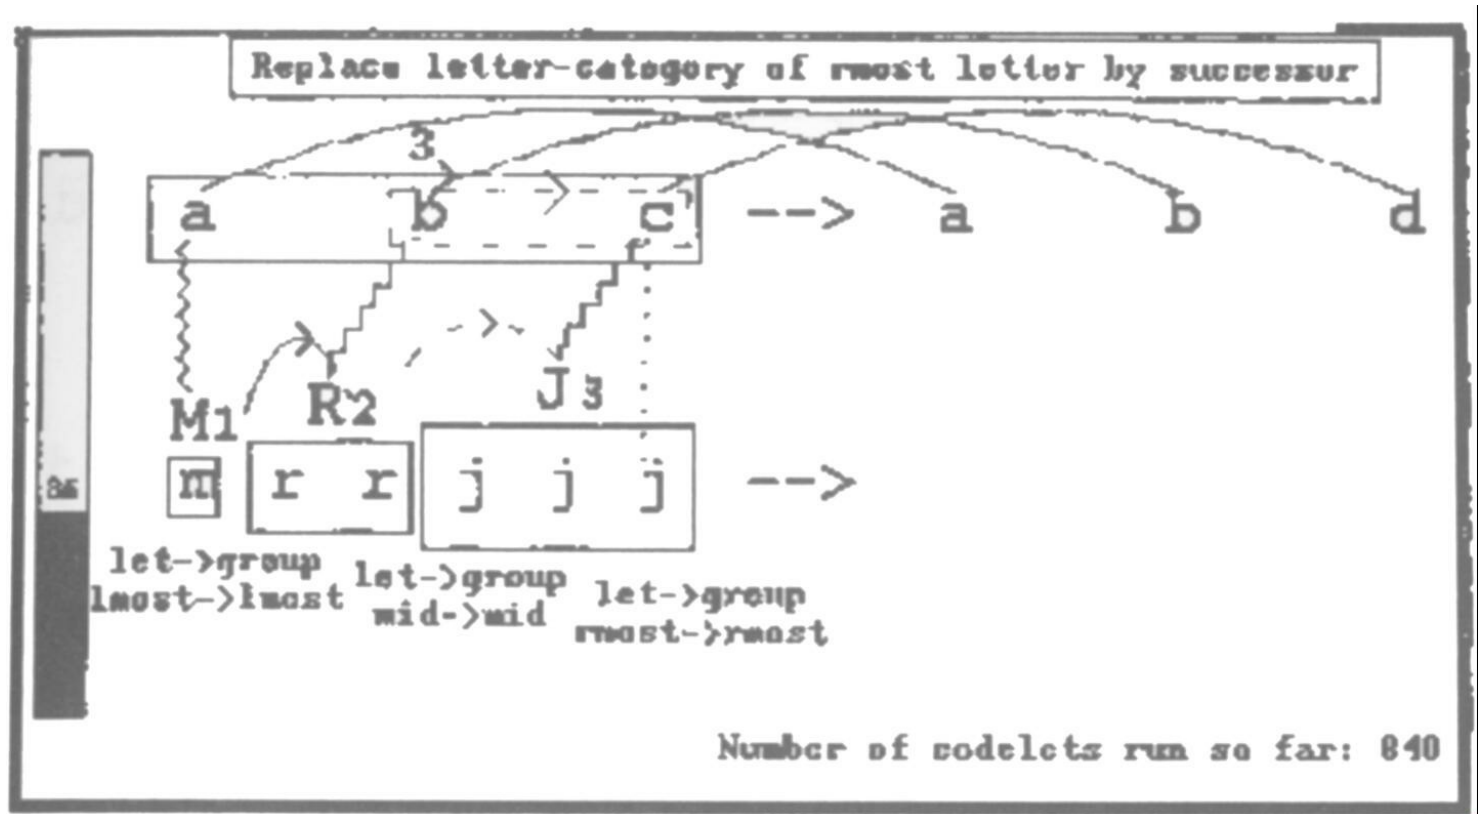 Replace letter-category of rmost letter by successor
3
a b c --> a b d
M1 R2 J3
m r r j j j -->
let->group let->group let->group
lmost->lmost mid->mid rmost->rmost
Number of codelets run so far: 840